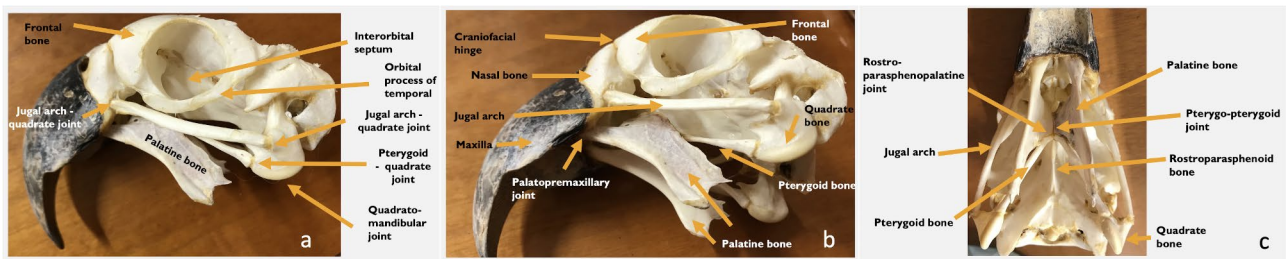 Frontal
bone
Interorbital
septum
Orbital
process of
temporal
Jugal arch -
quadrate joint
Jugal arch -
quadrate joint
Palatine bone
Pterygoid
- quadrate
joint
Quadrato-
mandibular
joint
a
Craniofacial
hinge
Frontal
bone
Nasal bone
Jugal arch
Quadrate
bone
Maxilla
Palatopremaxillary
joint
Pterygoid bone
Palatine bone
b
Rostro-
parasphenopalatine
joint
Palatine bone
Pterygo-pterygoid
joint
Jugal arch
Rostroparasphenoid
bone
Pterygoid bone
Quadrate
bone
c